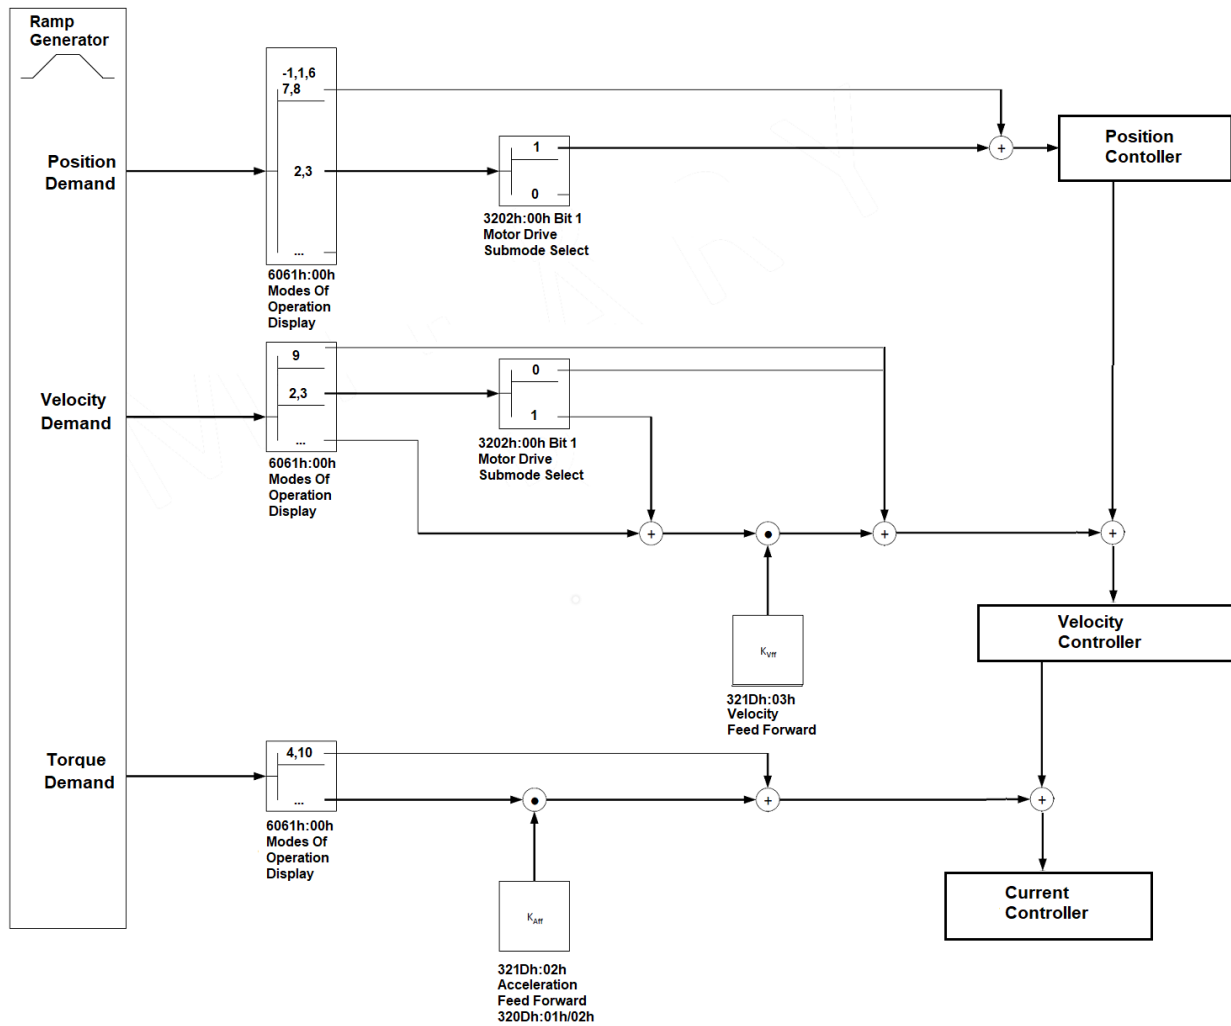 Ramp
Generator
-1,1,6
7,8
Position
Demand
2,3
...
6061h:00h
Modes Of
Operation
Display
1
0
3202h:00h Bit 1
Motor Drive
Submode Select
+
Position
Contoller
Velocity
Demand
9
2,3
...
6061h:00h
Modes Of
Operation
Display
0
1
3202h:00h Bit 1
Motor Drive
Submode Select
+
+
+
KVff
321Dh:03h
Velocity
Feed Forward
Velocity
Controller
Torque
Demand
4,10
...
6061h:00h
Modes Of
Operation
Display
+
+
KAff
321Dh:02h
Acceleration
Feed Forward
320Dh:01h/02h
Current
Controller